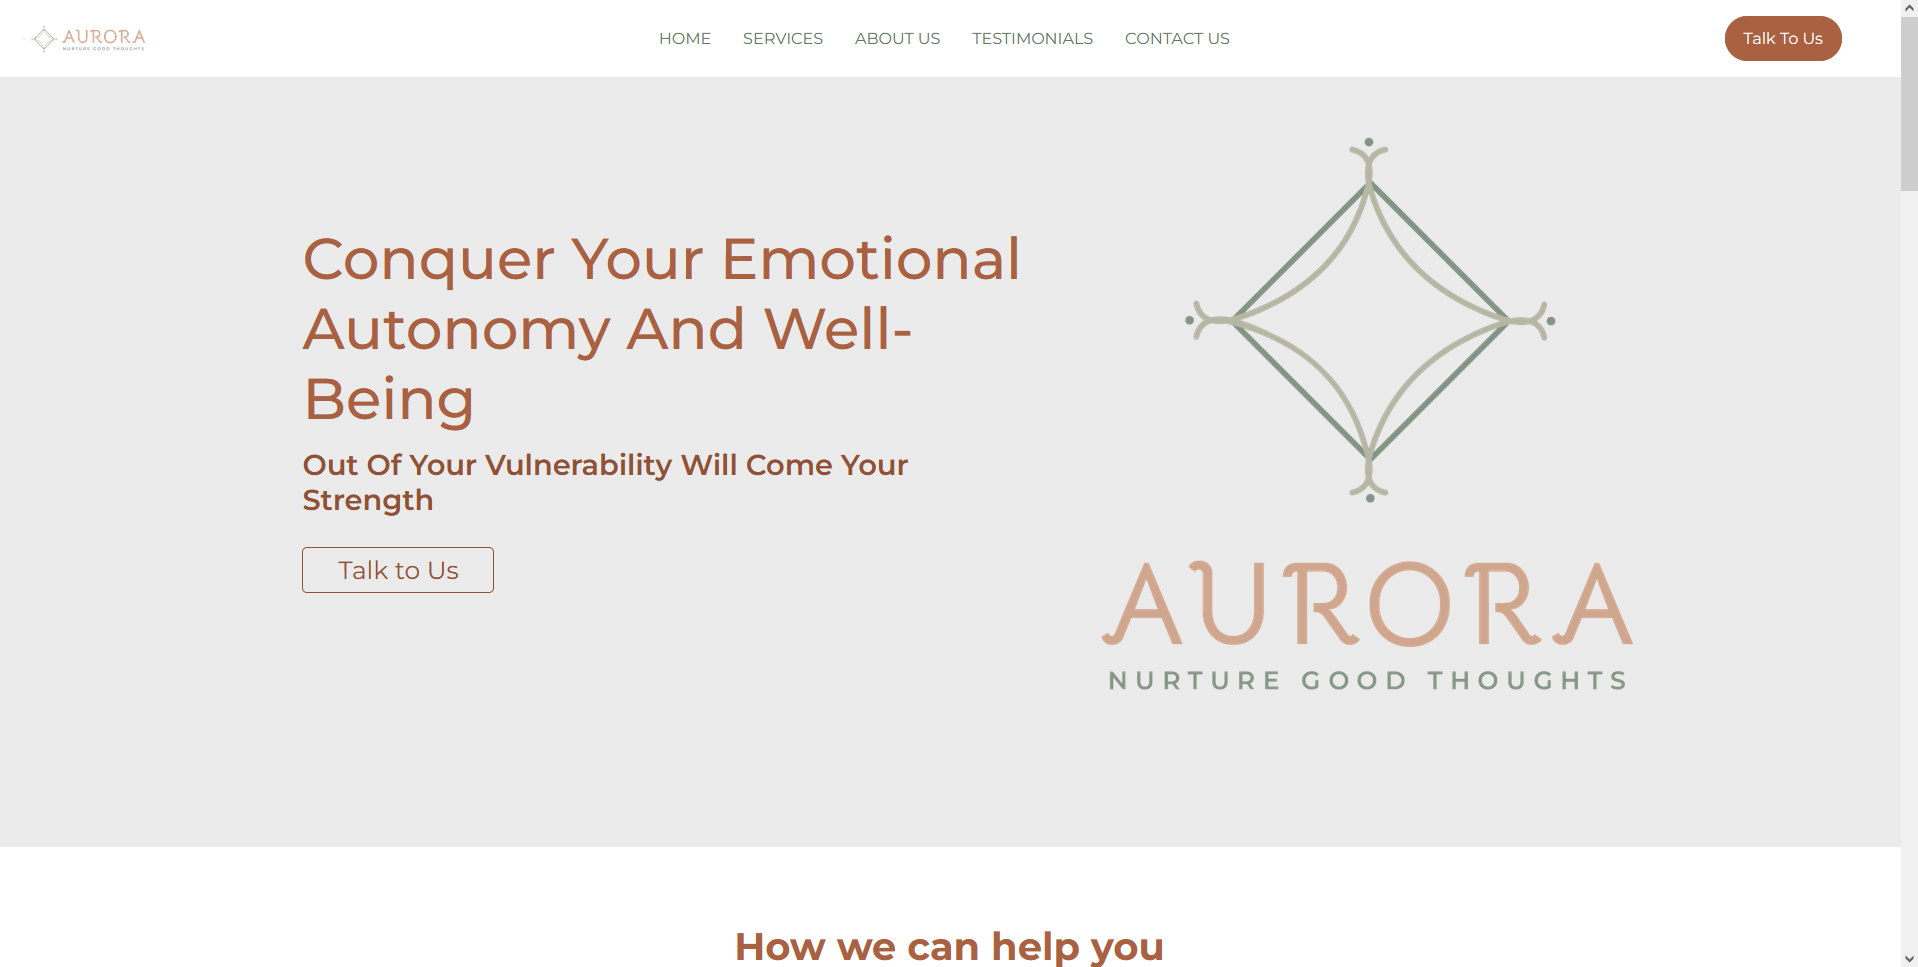 AURORA
NURTURE GOOD THOUGHTS
HOME SERVICES ABOUT US TESTIMONIALS CONTACT US
Talk To Us
Conquer Your Emotional
Autonomy And Well-
Being
Out Of Your Vulnerability Will Come Your
Strength
Talk to Us
AURORA
NURTURE GOOD THOUGHTS
How we can help you